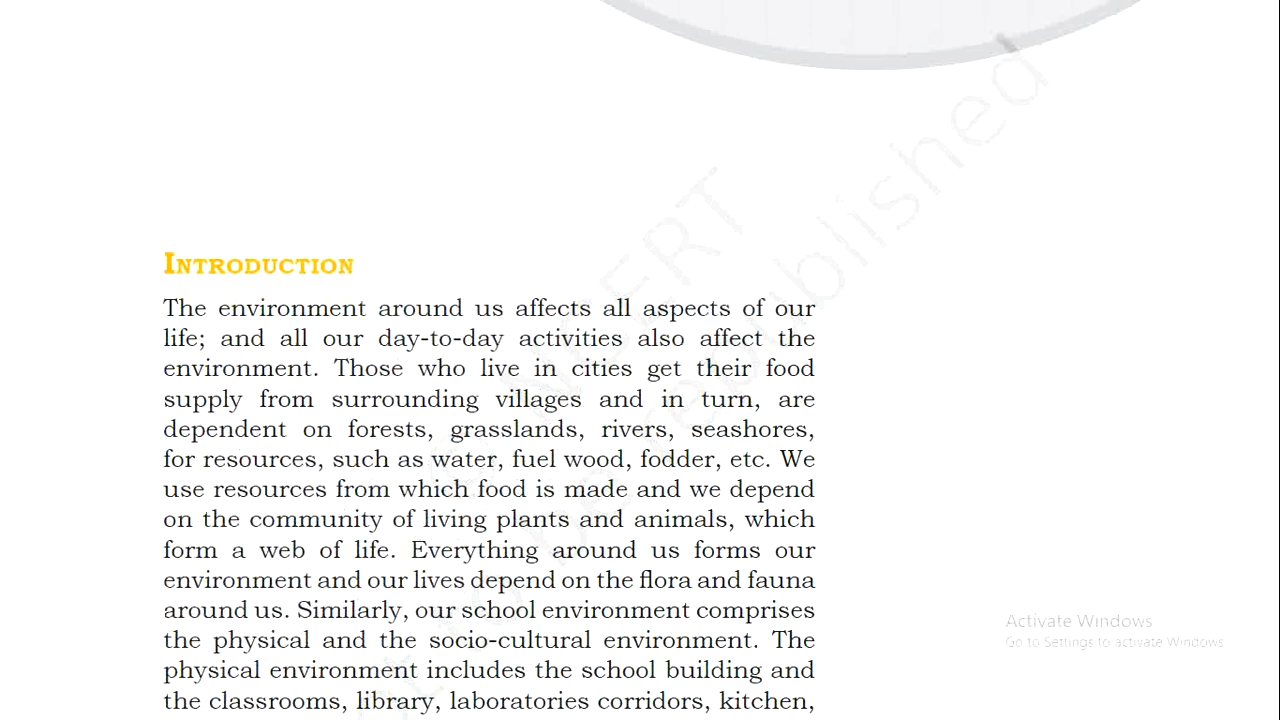 INTRODUCTION
The environment around us affects all aspects of our
life; and all our day-to-day activities also affect the
environment. Those who live in cities get their food
supply from surrounding villages and in turn, are
dependent on forests, grasslands, rivers, seashores,
for resources, such as water, fuel wood, fodder, etc. We
use resources from which food is made and we depend
on the community of living plants and animals, which
form a web of life. Everything around us forms our
environment and our lives depend on the flora and fauna
around us. Similarly, our school environment comprises
the physical and the socio-cultural environment. The
physical environment includes the school building and
the classrooms, library, laboratories corridors, kitchen,
NCERT
to be republished
Activate Windows
Go to Settings to activate Windows